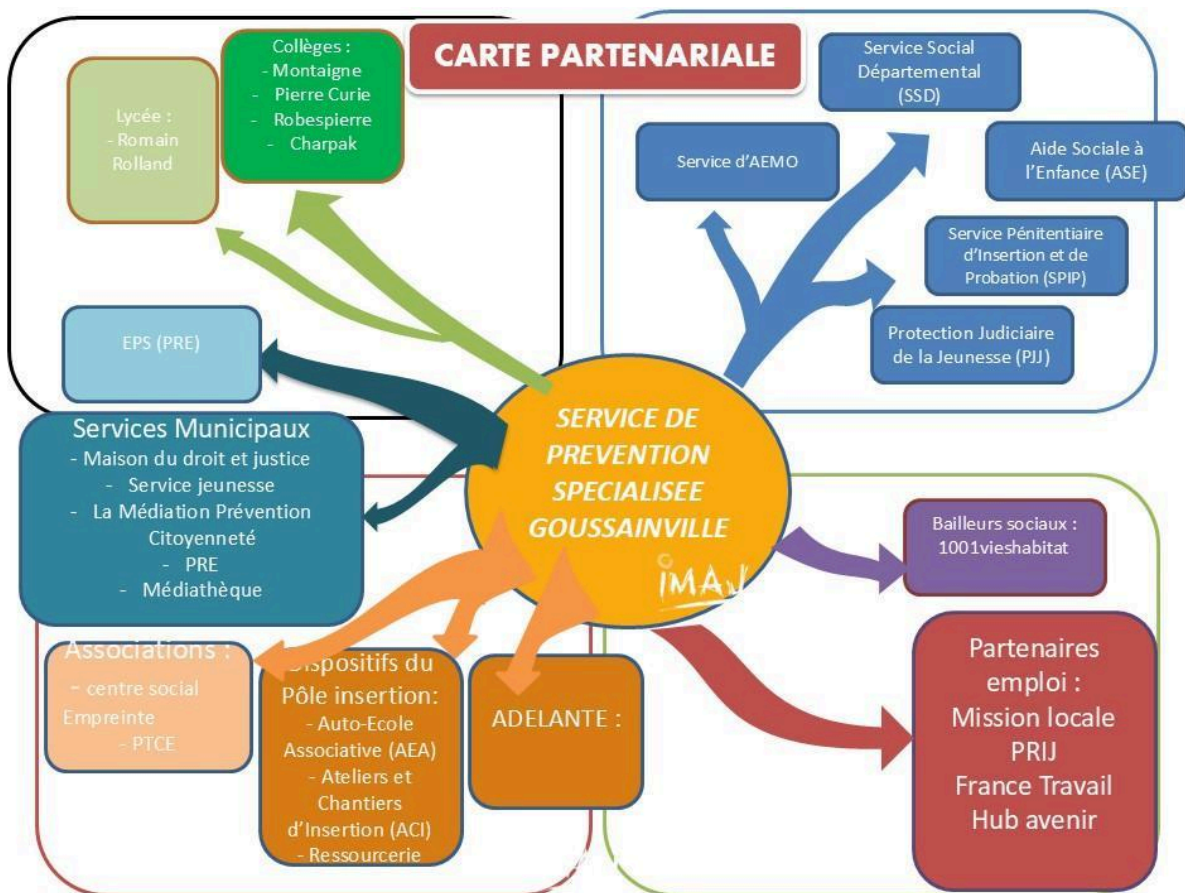 CARTE PARTENARIALE
Lycée :
- Romain
Rolland
Collèges :
- Montaigne
- Pierre Curie
- Robespierre
- Charpak
EPS (PRE)
Service Social
Départemental
(SSD)
Service d'AEMO
Aide Sociale à
l'Enfance (ASE)
Service Pénitentiaire
d'Insertion et de
Probation (SPIP)
Protection Judiciaire
de la Jeunesse (PJJ)
SERVICE DE
PREVENTION
SPECIALISEE
GOUSSAINVILLE
iMAJ
Services Municipaux
- Maison du droit et justice
- Service jeunesse
- La Médiation Prévention
Citoyenneté
- PRE
- Médiathèque
Associations :
- centre social
Empreinte
- PTCE
Dispositifs du
Pôle insertion:
- Auto-Ecole
Associative (AEA)
- Ateliers et
Chantiers
d'Insertion (ACI)
- Ressourcerie
ADELANTE :
Bailleurs sociaux :
1001vieshabitat
Partenaires
emploi :
Mission locale
PRIJ
France Travail
Hub avenir